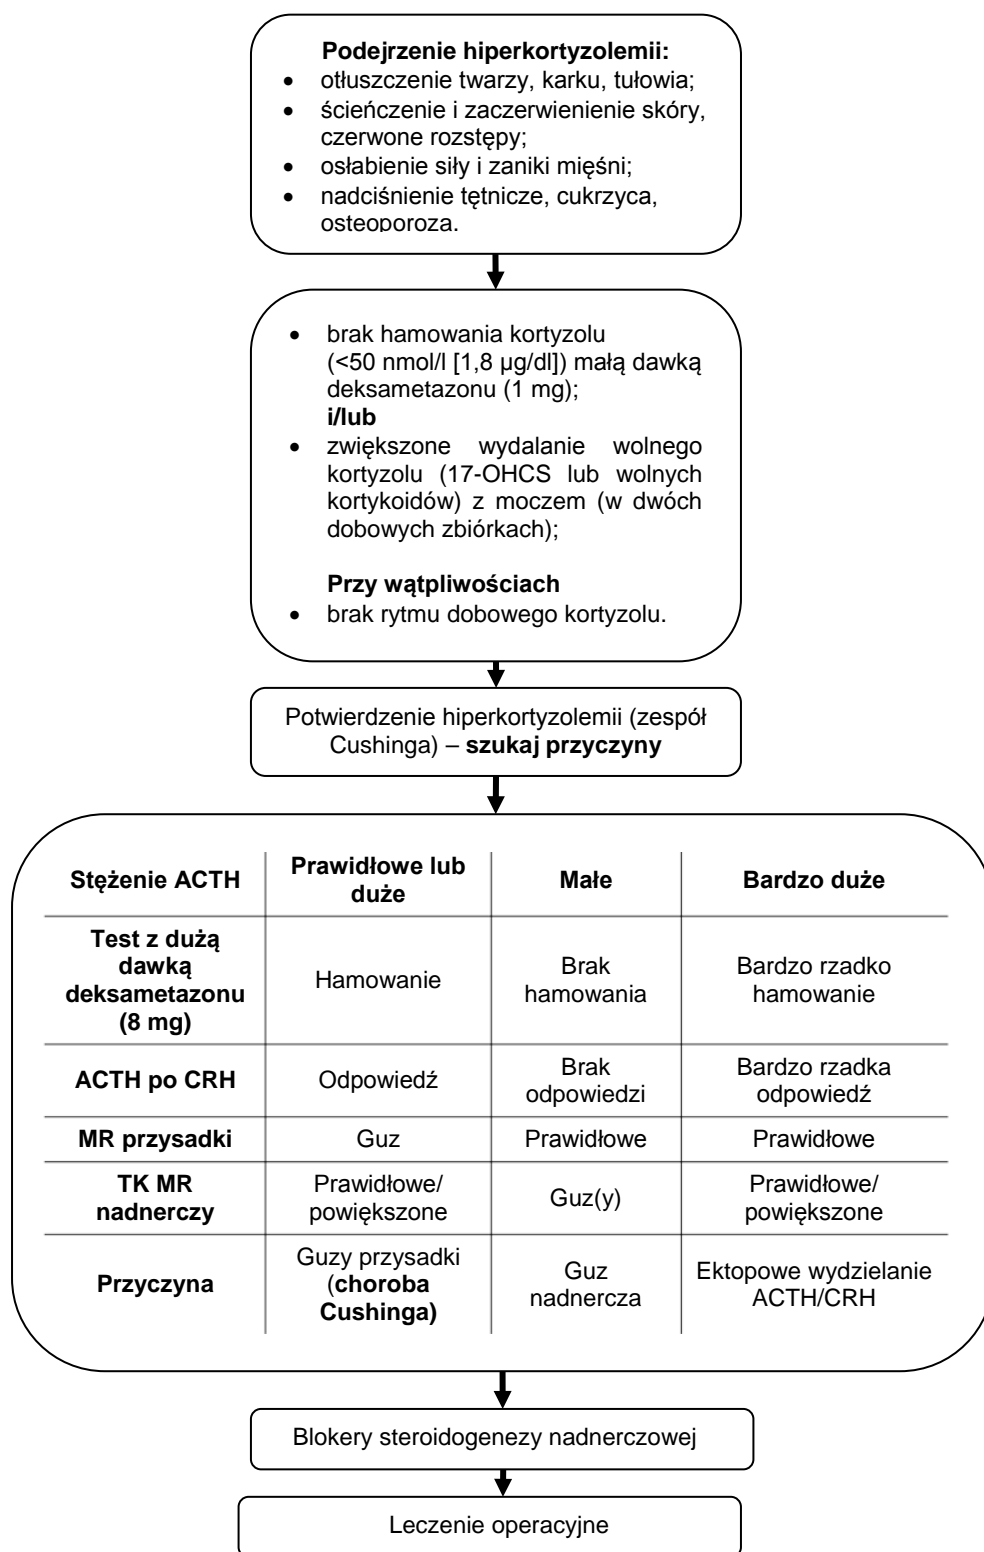 Podejrzenie hiperkortyzolemii:
• otłuszczenie twarzy, karku, tułowia;
• ścieńczenie i zaczerwienienie skóry,
czerwone rozstępy;
• osłabienie siły i zaniki mięśni;
• nadciśnienie tętnicze, cukrzyca,
osteoporoza.
• brak hamowania kortyzolu
(<50 nmol/l [1,8 µg/dl]) małą dawką
deksametazonu (1 mg);
i/lub
• zwiększone wydalanie wolnego
kortyzolu (17-OHCS lub wolnych
kortykoidów) z moczem (w dwóch
dobowych zbiórkach);
Przy wątpliwościach
• brak rytmu dobowego kortyzolu.
Potwierdzenie hiperkortyzolemii (zespół
Cushinga) – szukaj przyczyny
Stężenie ACTH
Prawidłowe lub
duże
Małe
Bardzo duże
Test z dużą
dawką
deksametazonu
(8 mg)
Hamowanie
Brak
hamowania
Bardzo rzadko
hamowanie
ACTH po CRH
Odpowiedź
Brak
odpowiedzi
Bardzo rzadka
odpowiedź
MR przysadki
Guz
Prawidłowe
Prawidłowe
TK MR
nadnerczy
Prawidłowe/
powiększone
Guz(y)
Prawidłowe/
powiększone
Przyczyna
Guzy przysadki
(choroba
Cushinga)
Guz
nadnercza
Ektopowe wydzielanie
ACTH/CRH
Blokery steroidogenezy nadnerczowej
Leczenie operacyjne